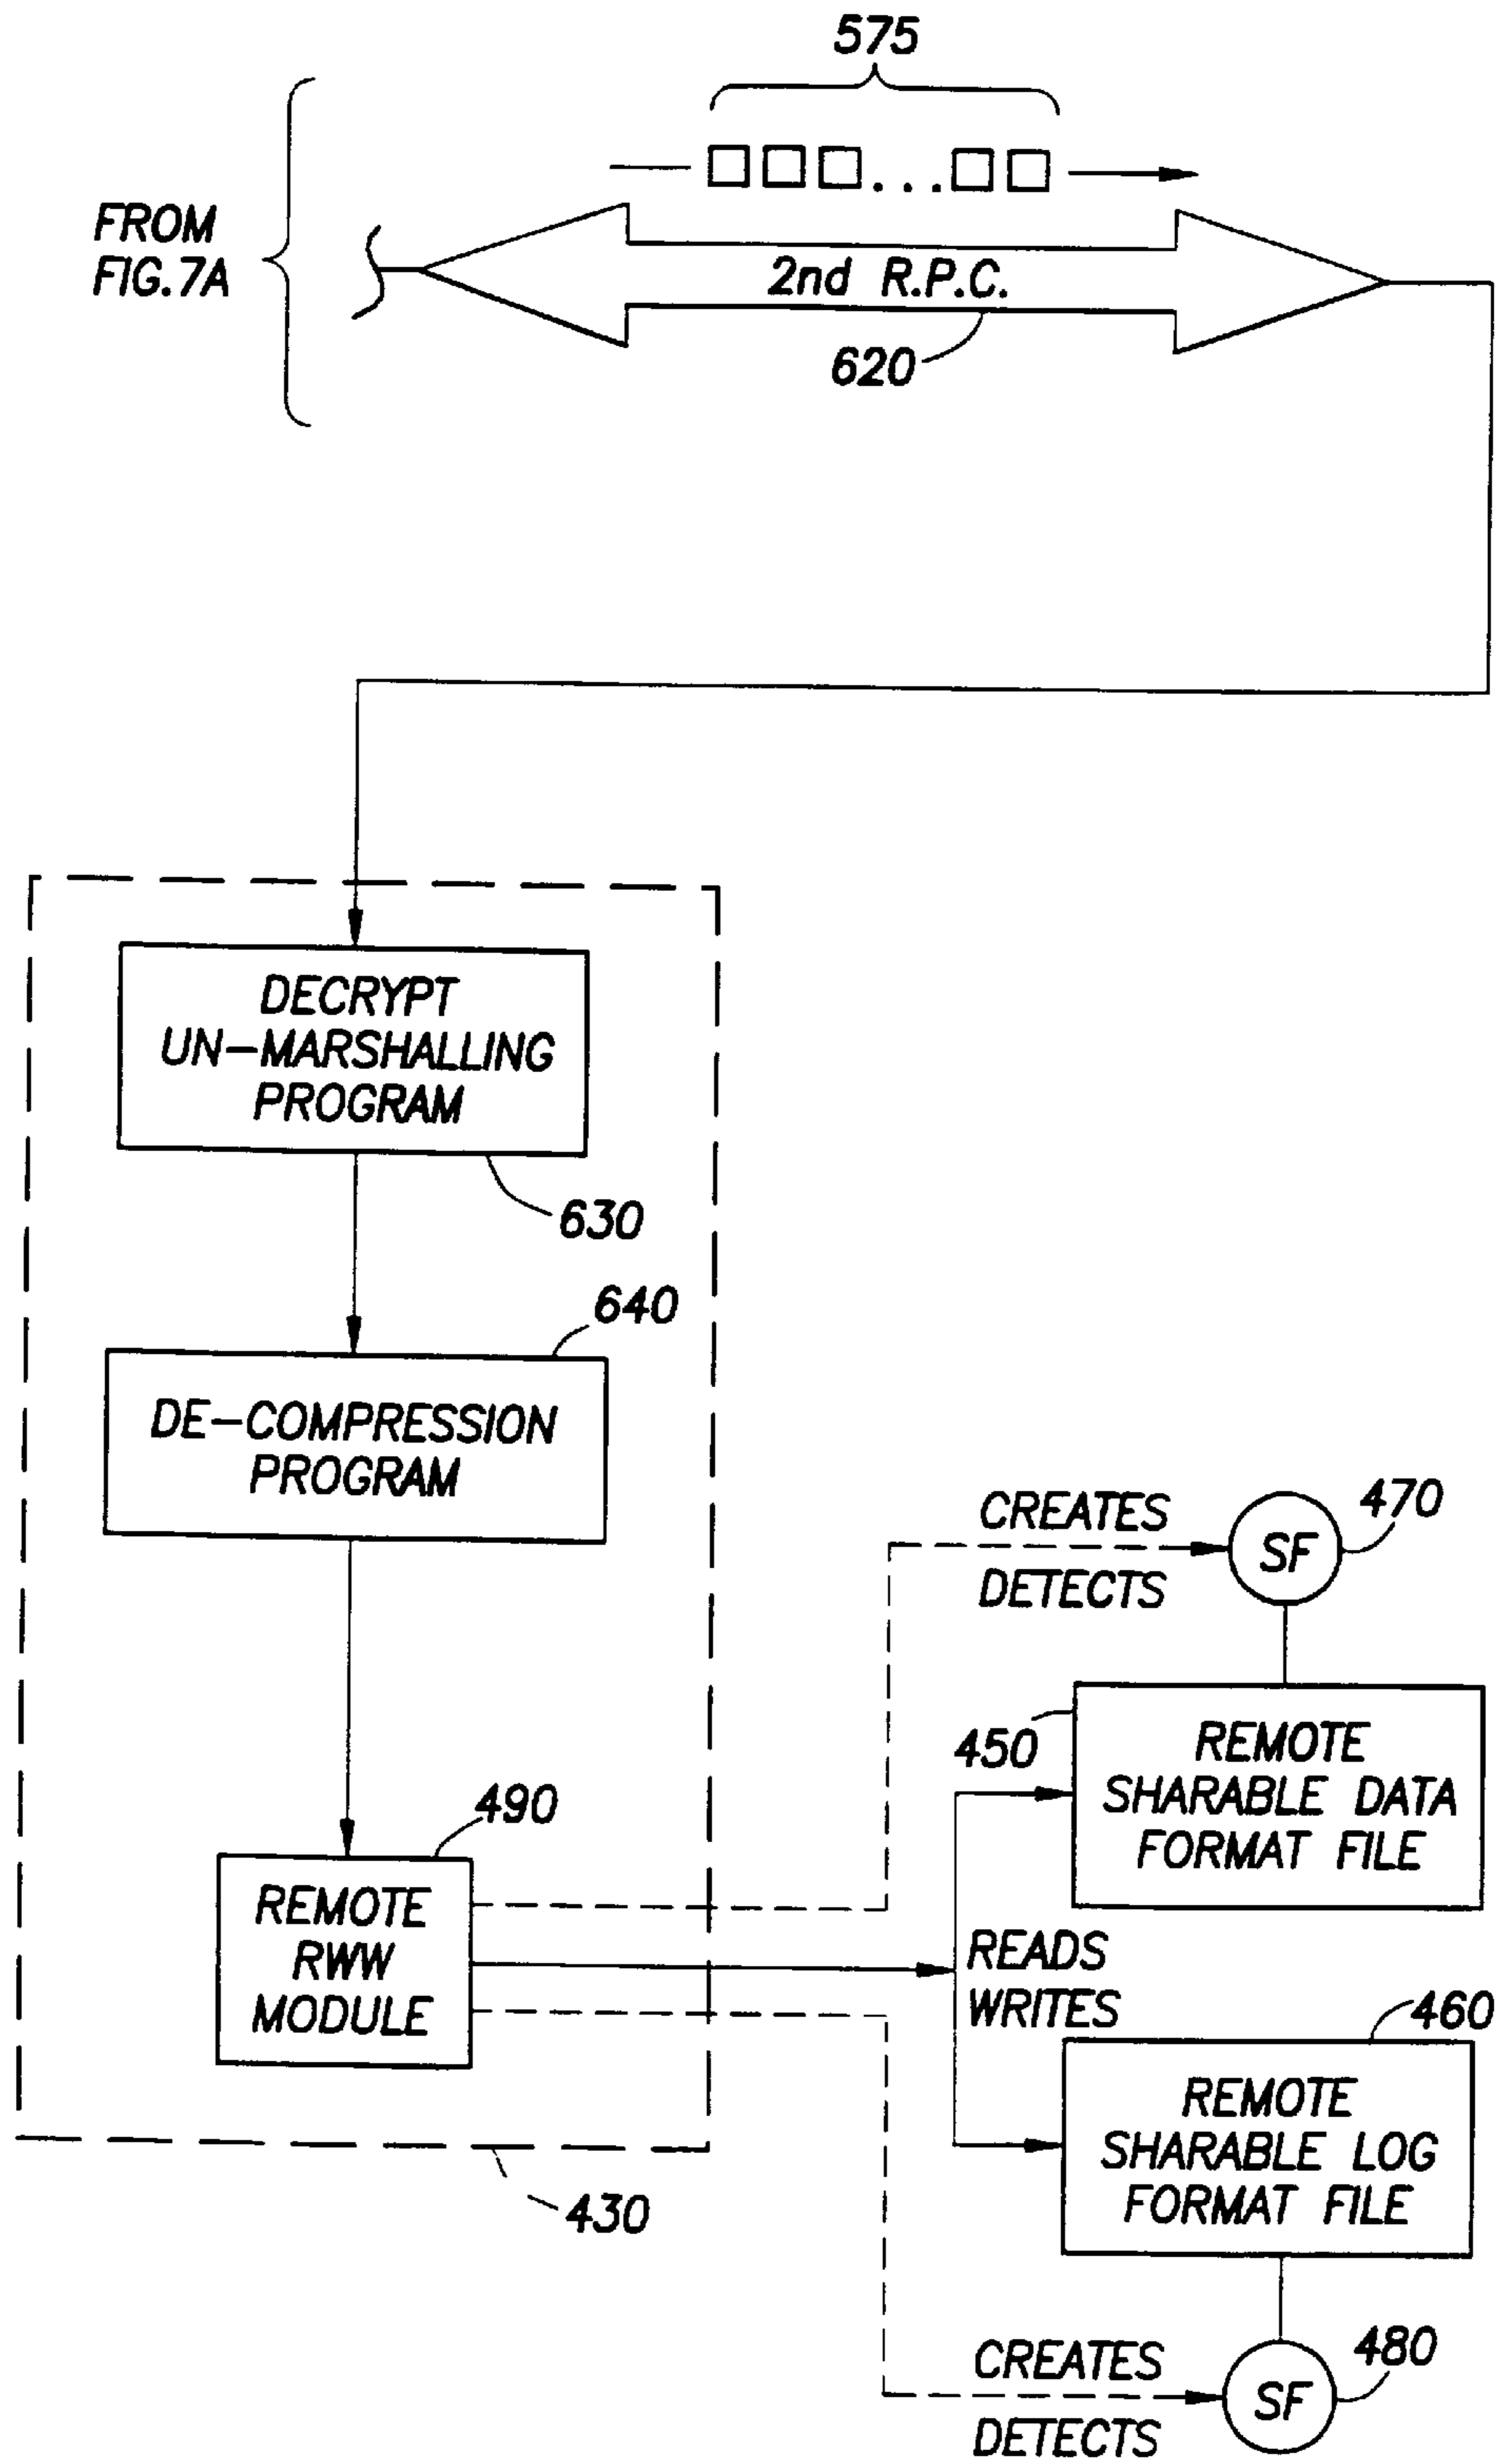 575
FROM
FIG.7A
2nd R.P.C.
620
DECRYPT
UN-MARSHALLING
PROGRAM
630
640
DE-COMPRESSION
PROGRAM
CREATES
DETECTS
SF
470
450
REMOTE
SHARABLE DATA
FORMAT FILE
490
REMOTE
RWW
MODULE
READS
WRITES
460
REMOTE
SHARABLE LOG
FORMAT FILE
430
CREATES
DETECTS
SF
480